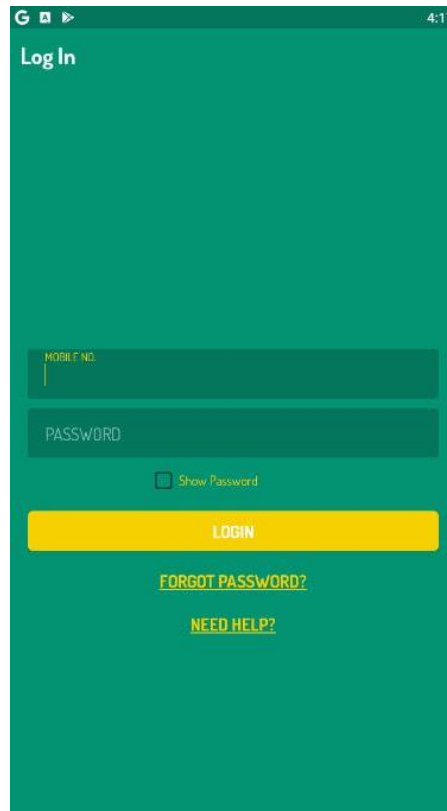 4:1
Log In
MOBILE NO.
PASSWORD
Show Password
LOGIN
FORGOT PASSWORD?
NEED HELP?